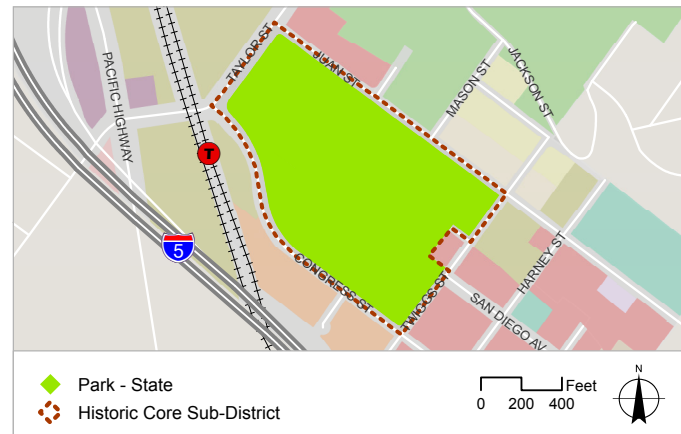 TAYLOR ST
JUAN ST
JACKSON ST
MASON ST
PACIFIC HIGHWAY
T
5
CONGRESS ST
TWIGGS ST
HARNEY ST
SAN DIEGO AV
Park - State
Historic Core Sub-District
Feet
0 200 400
N